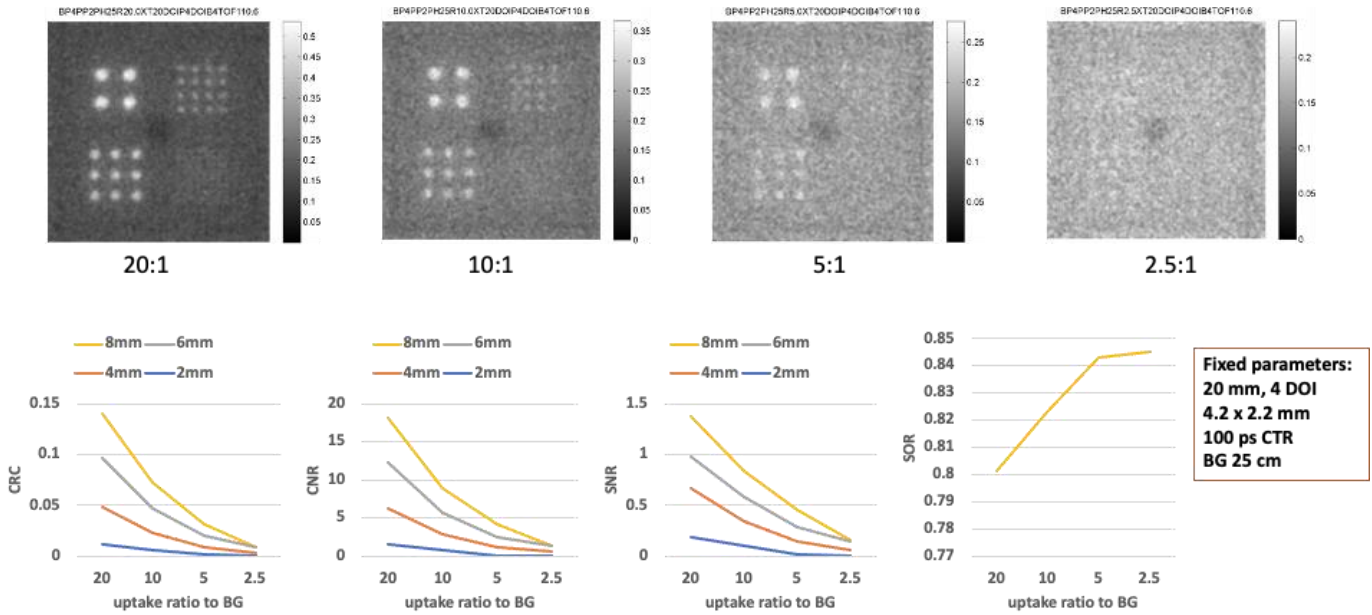 BP4PP2PH25R20.0XT20DOIP4DOIB4TOF110.6
0.5
0.45
0.4
0.35
0.3
0.25
0.2
0.15
0.1
0.05
20:1
BP4PP2PH25R10.0XT20DOIP4DOIB4TOF110.6
0.35
0.3
0.25
0.2
0.15
0.1
0.05
0
10:1
BP4PP2PH25R5.0XT20DOIP4DOIB4TOF110.6
0.25
0.2
0.15
0.1
0.05
5:1
BP4PP2PH25R2.5XT20DOIP4DOIB4TOF110.6
0.2
0.15
0.1
0.05
0
2.5:1
8mm 6mm
4mm 2mm
CRC
0.15
0.1
0.05
0
20 10 5 2.5
uptake ratio to BG
8mm 6mm
4mm 2mm
CNR
20
15
10
5
0
20 10 5 2.5
uptake ratio to BG
8mm 6mm
4mm 2mm
SNR
1.5
1
0.5
0
20 10 5 2.5
uptake ratio to BG
SOR
0.85
0.84
0.83
0.82
0.81
0.8
0.79
0.78
0.77
20 10 5 2.5
uptake ratio to BG
Fixed parameters:
20 mm, 4 DOI
4.2 x 2.2 mm
100 ps CTR
BG 25 cm